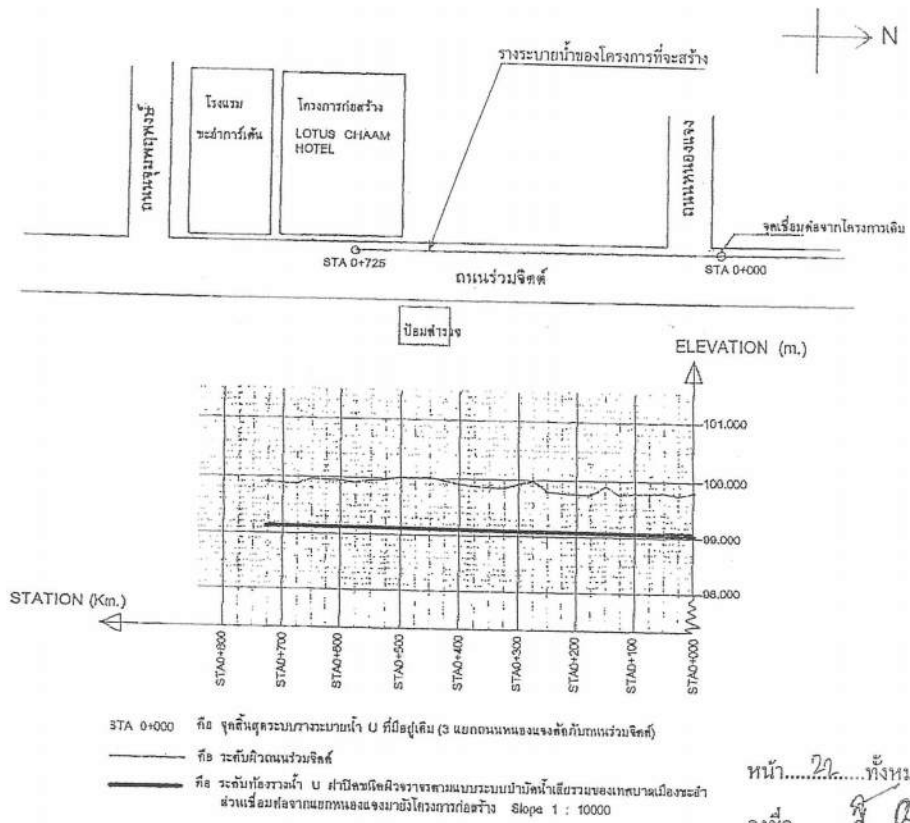 N
รางระบายน้ำของโครงการที่จะสร้าง
โรงแรม
ชะอำการ์เด้น
โครงการก่อสร้าง
LOTUS CHAAM
HOTEL
ถนนหนองแจง
จุดเชื่อมต่อจากโครงการเดิม
STA 0+725
STA 0+000
ถนนร่วมจิตต์
ป้อมตำรวจ
ELEVATION (m.)
101.000
100.000
99.000
98.000
STATION (Km.)
STA0+800
STA0+700
STA0+600
STA0+500
STA0+400
STA0+300
STA0+200
STA0+100
STA0+000
STA 0+000 คือ จุดสิ้นสุดระบบรางระบายน้ำ U ที่มีอยู่เดิม (3 แยกถนนหนองแจงตัดกับถนนร่วมจิตต์)
คือ ระดับผิวถนนร่วมจิตต์
คือ ระดับท้องรางน้ำ U ฝาปิดชนิดผิวจราจรตามแบบระบบบำบัดน้ำเสียรวมของเทศบาลเมืองชะอำ
ส่วนเชื่อมต่อจากแยกหนองแจงมายังโครงการก่อสร้าง Slope 1 : 10000
หน้า.....22.....ทั้งหม